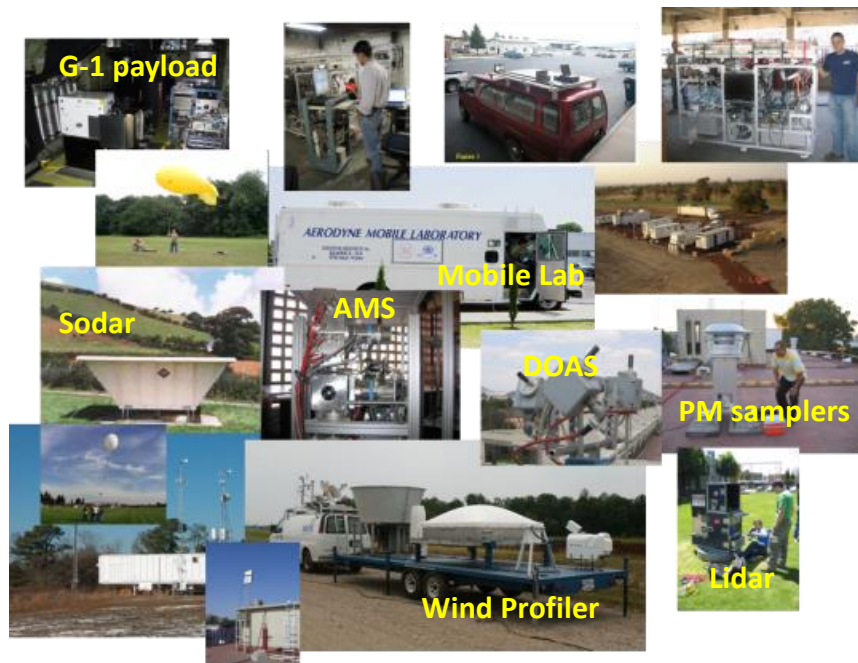 G-1 payload
AERODYNE MOBILE LABORATORY
Mobile Lab
Sodar
AMS
DOAS
PM samplers
Wind Profiler
Lidar